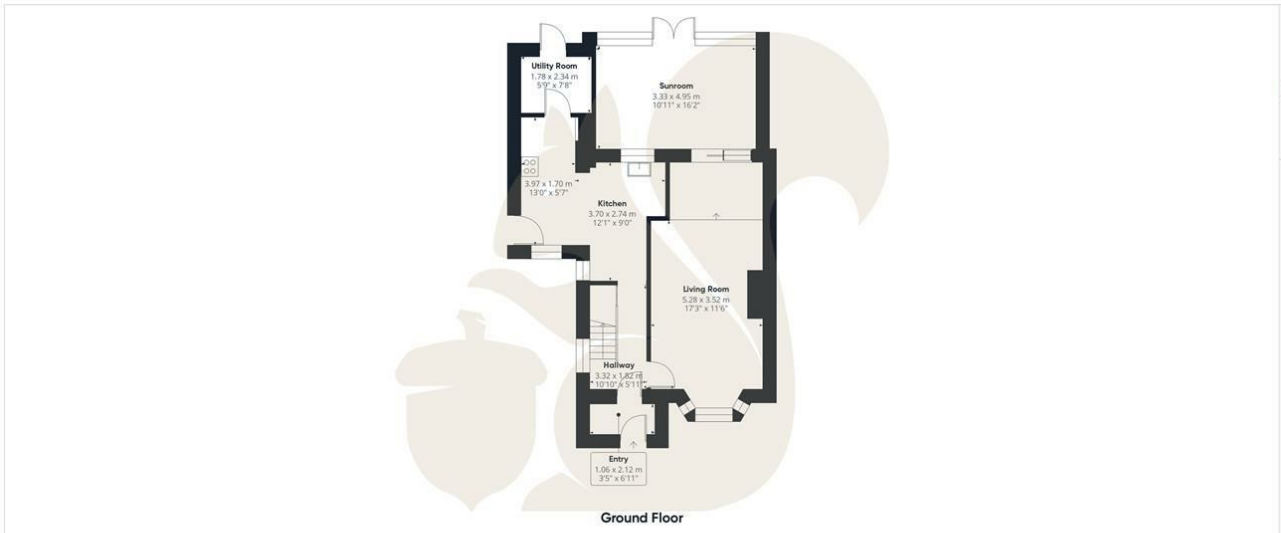 Utility Room
1.78 x 2.34 m
5'9" x 7'8"
Sunroom
3.33 x 4.95 m
10'11" x 16'2"
3.97 x 1.70 m
13'0" x 5'7"
Kitchen
3.70 x 2.74 m
12'1" x 9'0"
Living Room
5.28 x 3.52 m
17'3" x 11'6"
Hallway
3.32 x 1.82 m
10'10" x 5'11"
Entry
1.06 x 2.12 m
3'5" x 6'11"
Ground Floor